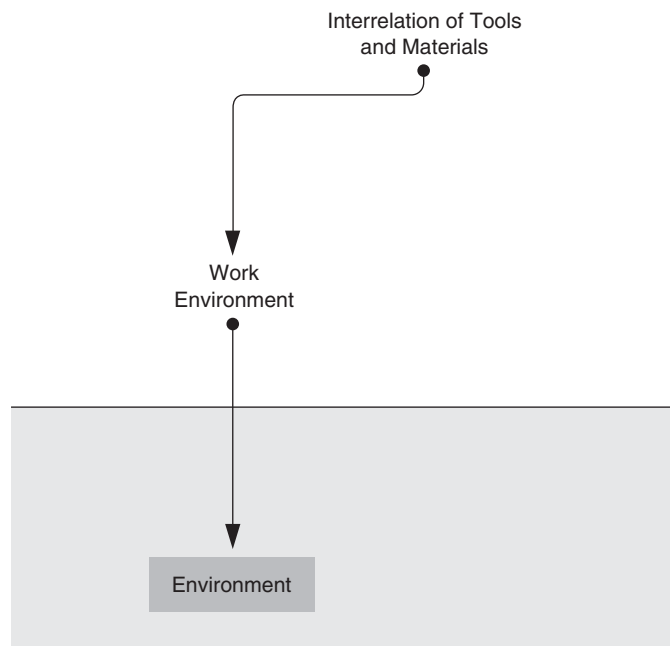 Interrelation of Tools
and Materials
Work
Environment
Environment